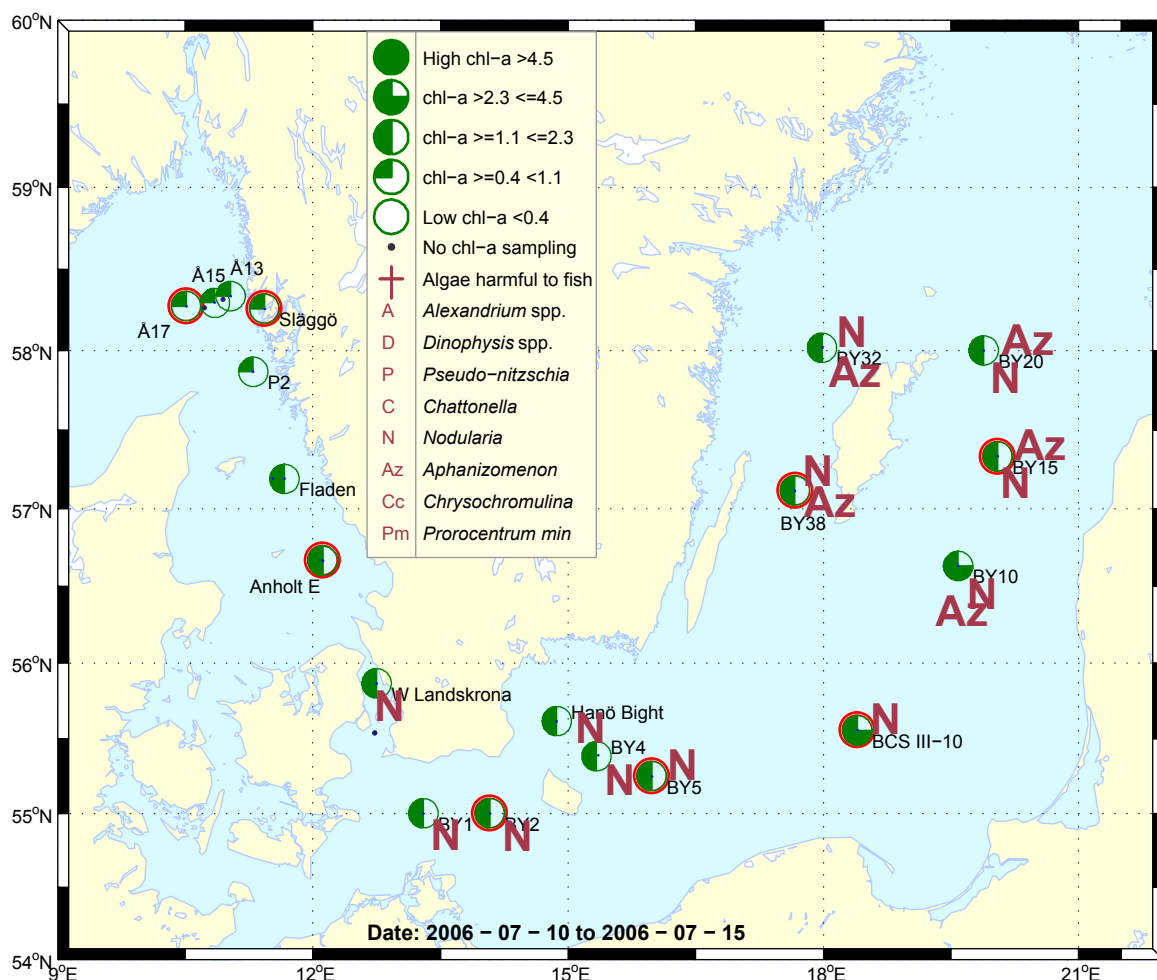 60°N
59°N
58°N
57°N
56°N
55°N
54°N
9°E
12°E
15°E
18°E
21°E
High chl−a >4.5
chl−a >2.3 <=4.5
chl−a >=1.1 <=2.3
chl−a >=0.4 <1.1
Low chl−a <0.4
No chl−a sampling
Algae harmful to fish
A Alexandrium spp.
D Dinophysis spp.
P Pseudo−nitzschia
C Chattonella
N Nodularia
Az Aphanizomenon
Cc Chrysochromulina
Pm Prorocentrum min
Å15
Å13
Å17
Släggö
P2
Fladen
Anholt E
W Landskrona
N
Hanö Bight
N
BY4
N
BY5
N
BY1
N
BY2
N
N
BY32
Az
Az
BY20
N
Az
BY15
N
N
Az
BY38
BY10
N
Az
N
BCS III−10
Date: 2006 − 07 − 10 to 2006 − 07 − 15